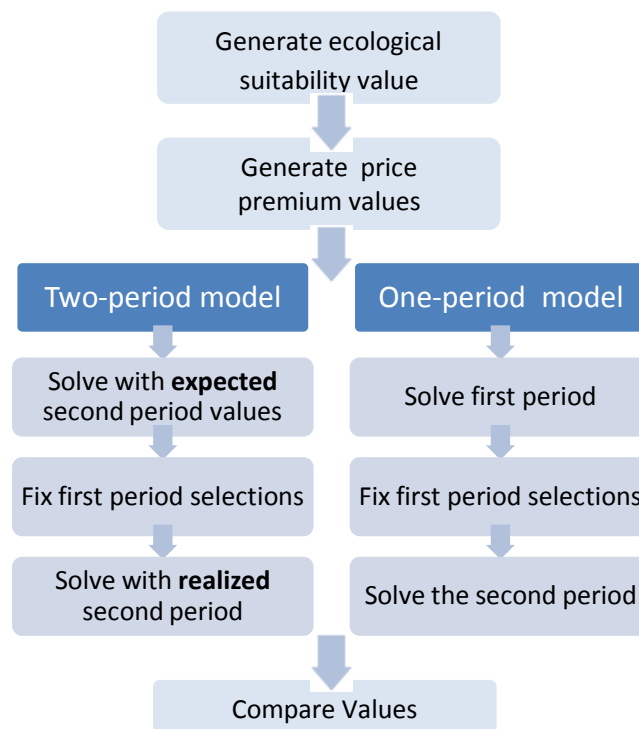 Generate ecological
suitability value
Generate price
premium values
Two-period model
One-period model
Solve with expected
second period values
Solve first period
Fix first period selections
Fix first period selections
Solve with realized
second period
Solve the second period
Compare Values